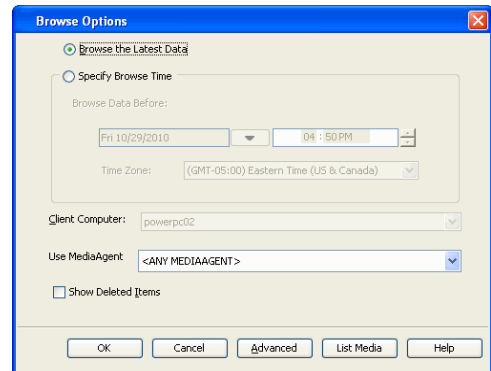 Browse Options
Browse the Latest Data
Specify Browse Time
Browse Data Before:
Fri 10/29/2010 04 : 50 PM
Time Zone: (GMT-05:00) Eastern Time (US & Canada)
Client Computer: powerpc02
Use MediaAgent <ANY MEDIAAGENT>
Show Deleted Items
OK Cancel Advanced List Media Help